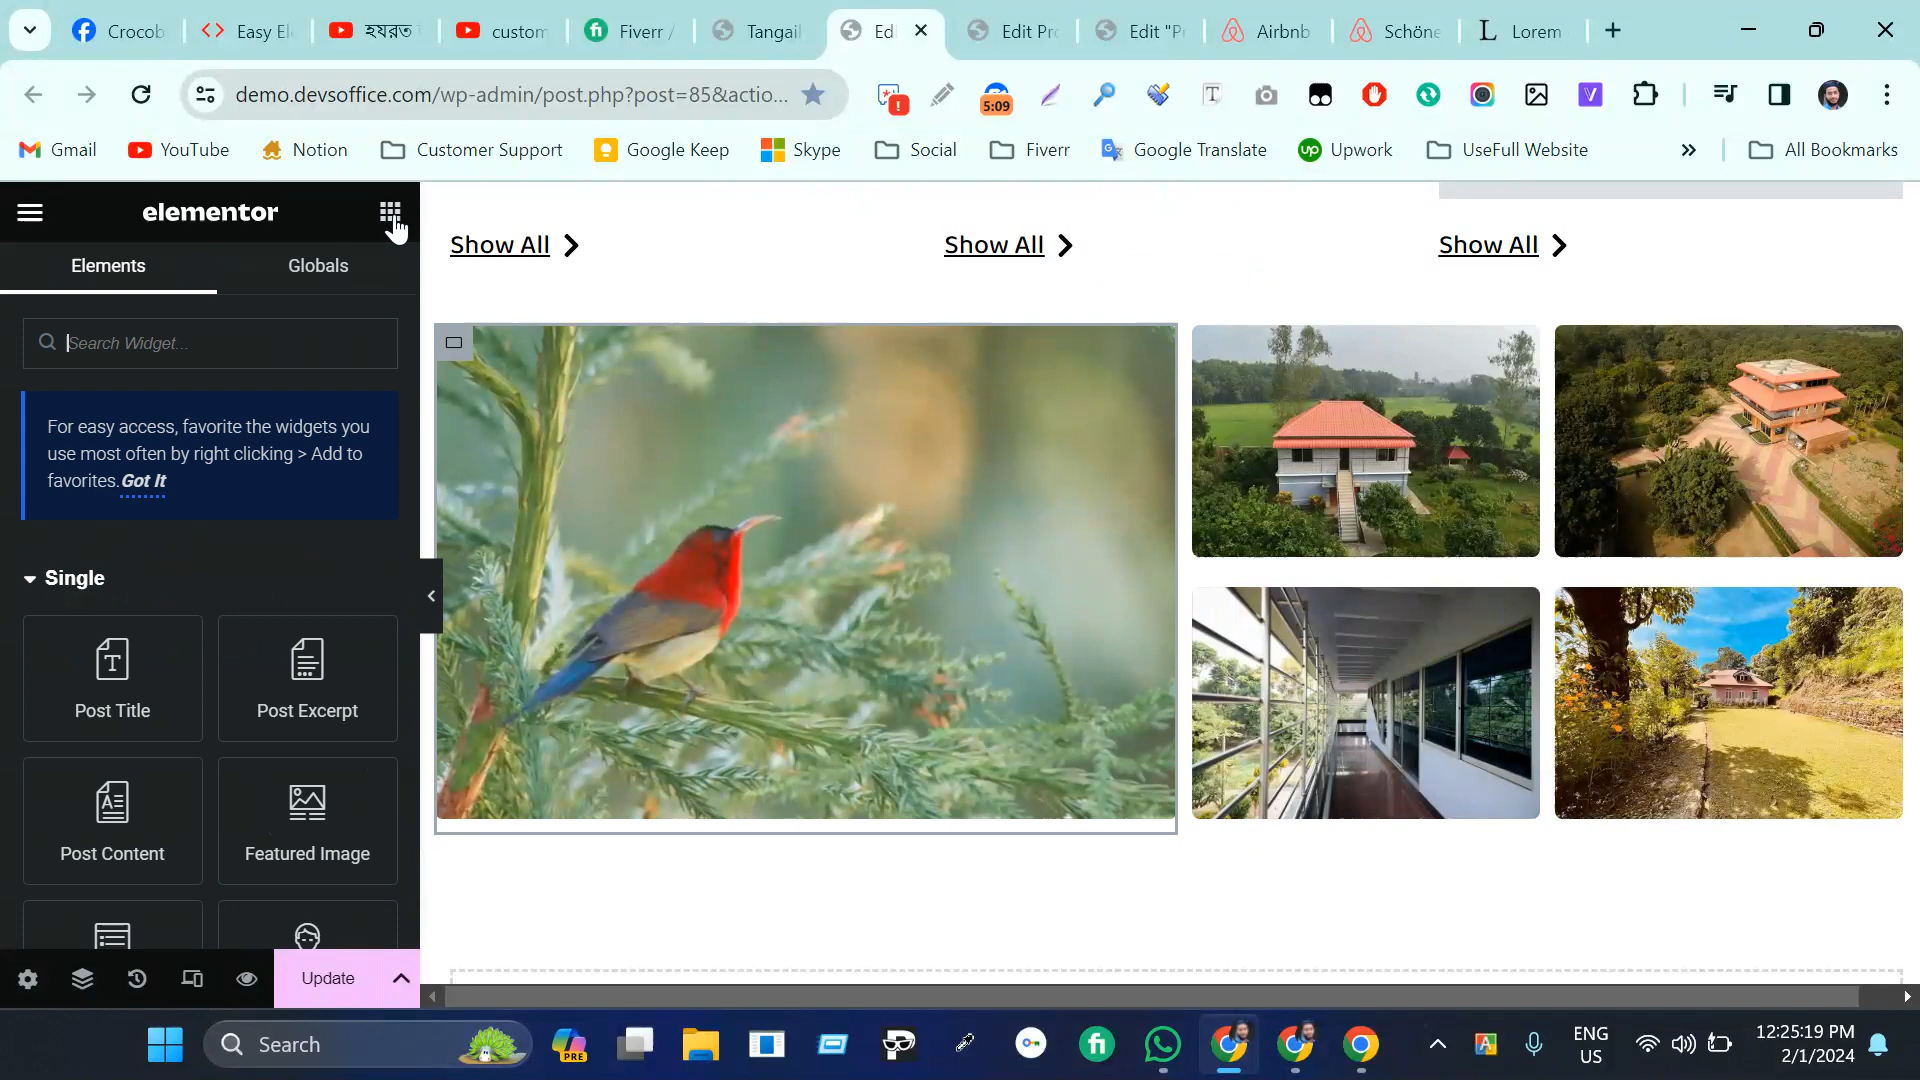 Crocob
Easy El
হযরত
custom
Fiverr /
Tangail
Ed
Edit Pro
Edit "P
Airbnb
Schöne
Lorem
demo.devsoffice.com/wp-admin/post.php?post=85&actio...
5:09
Gmail
YouTube
Notion
Customer Support
Google Keep
Skype
Social
Fiverr
Google Translate
Upwork
UseFull Website
All Bookmarks
elementor
Elements
Globals
Search Widget...
For easy access, favorite the widgets you
use most often by right clicking > Add to
favorites. Got It
Single
Post Title
Post Excerpt
Post Content
Featured Image
Update
Show All
Show All
Show All
Search
PRE
ENG
US
12:25:19 PM
2/1/2024